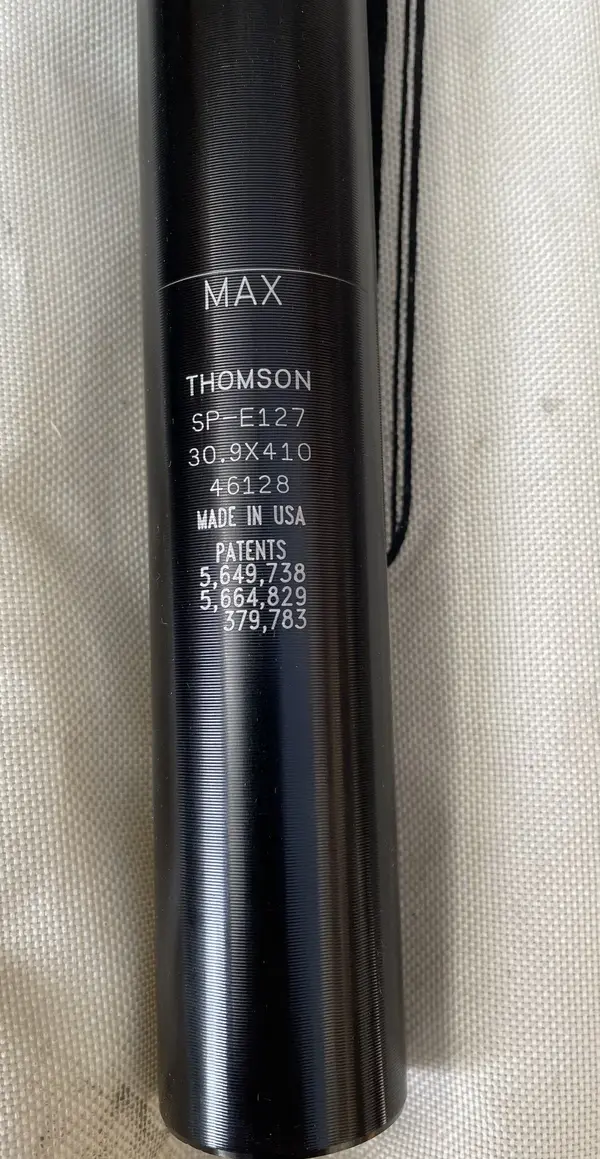 MAX
THOMSON
SP-E127
30.9X410
46128
MADE IN USA
PATENTS
5,649,738
5,664,829
379,783